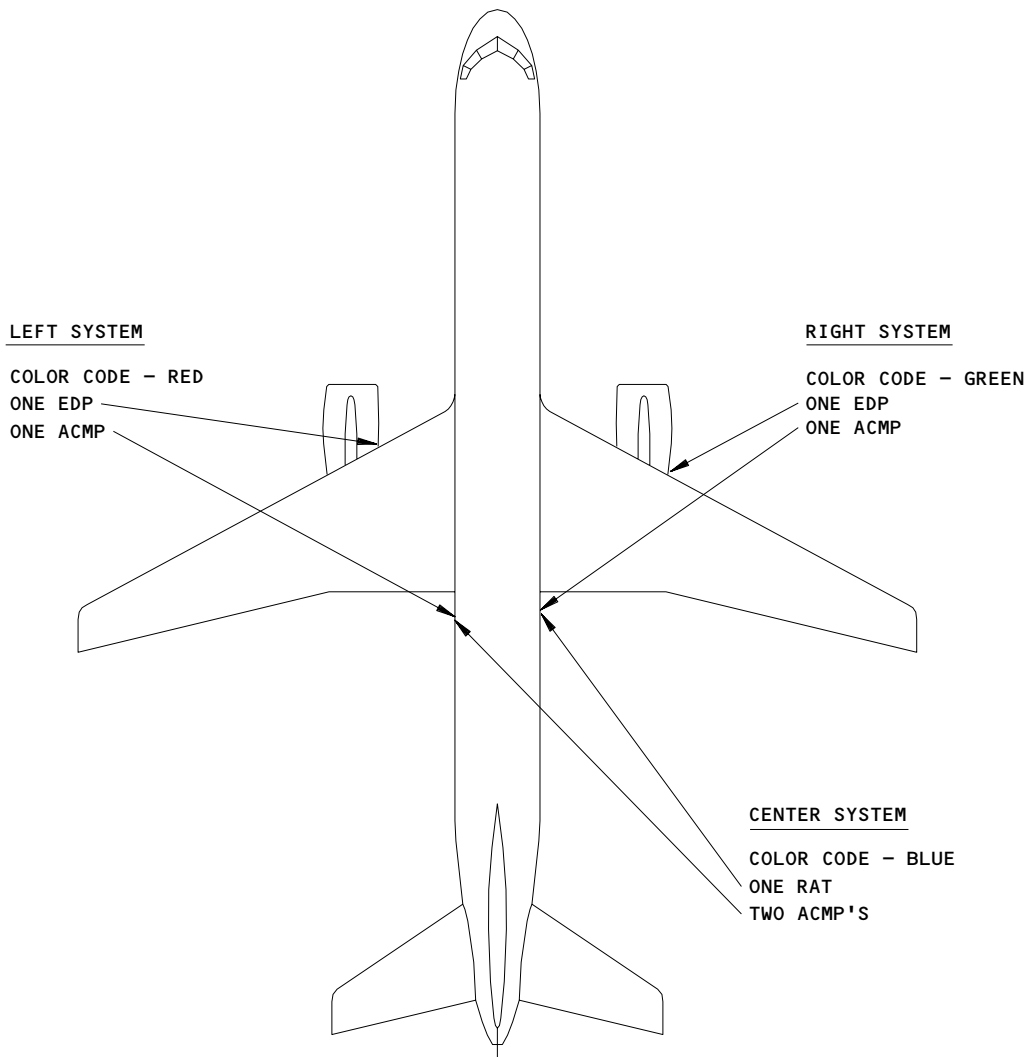 LEFT SYSTEM
COLOR CODE – RED
ONE EDP
ONE ACMP
RIGHT SYSTEM
COLOR CODE – GREEN
ONE EDP
ONE ACMP
CENTER SYSTEM
COLOR CODE – BLUE
ONE RAT
TWO ACMP'S